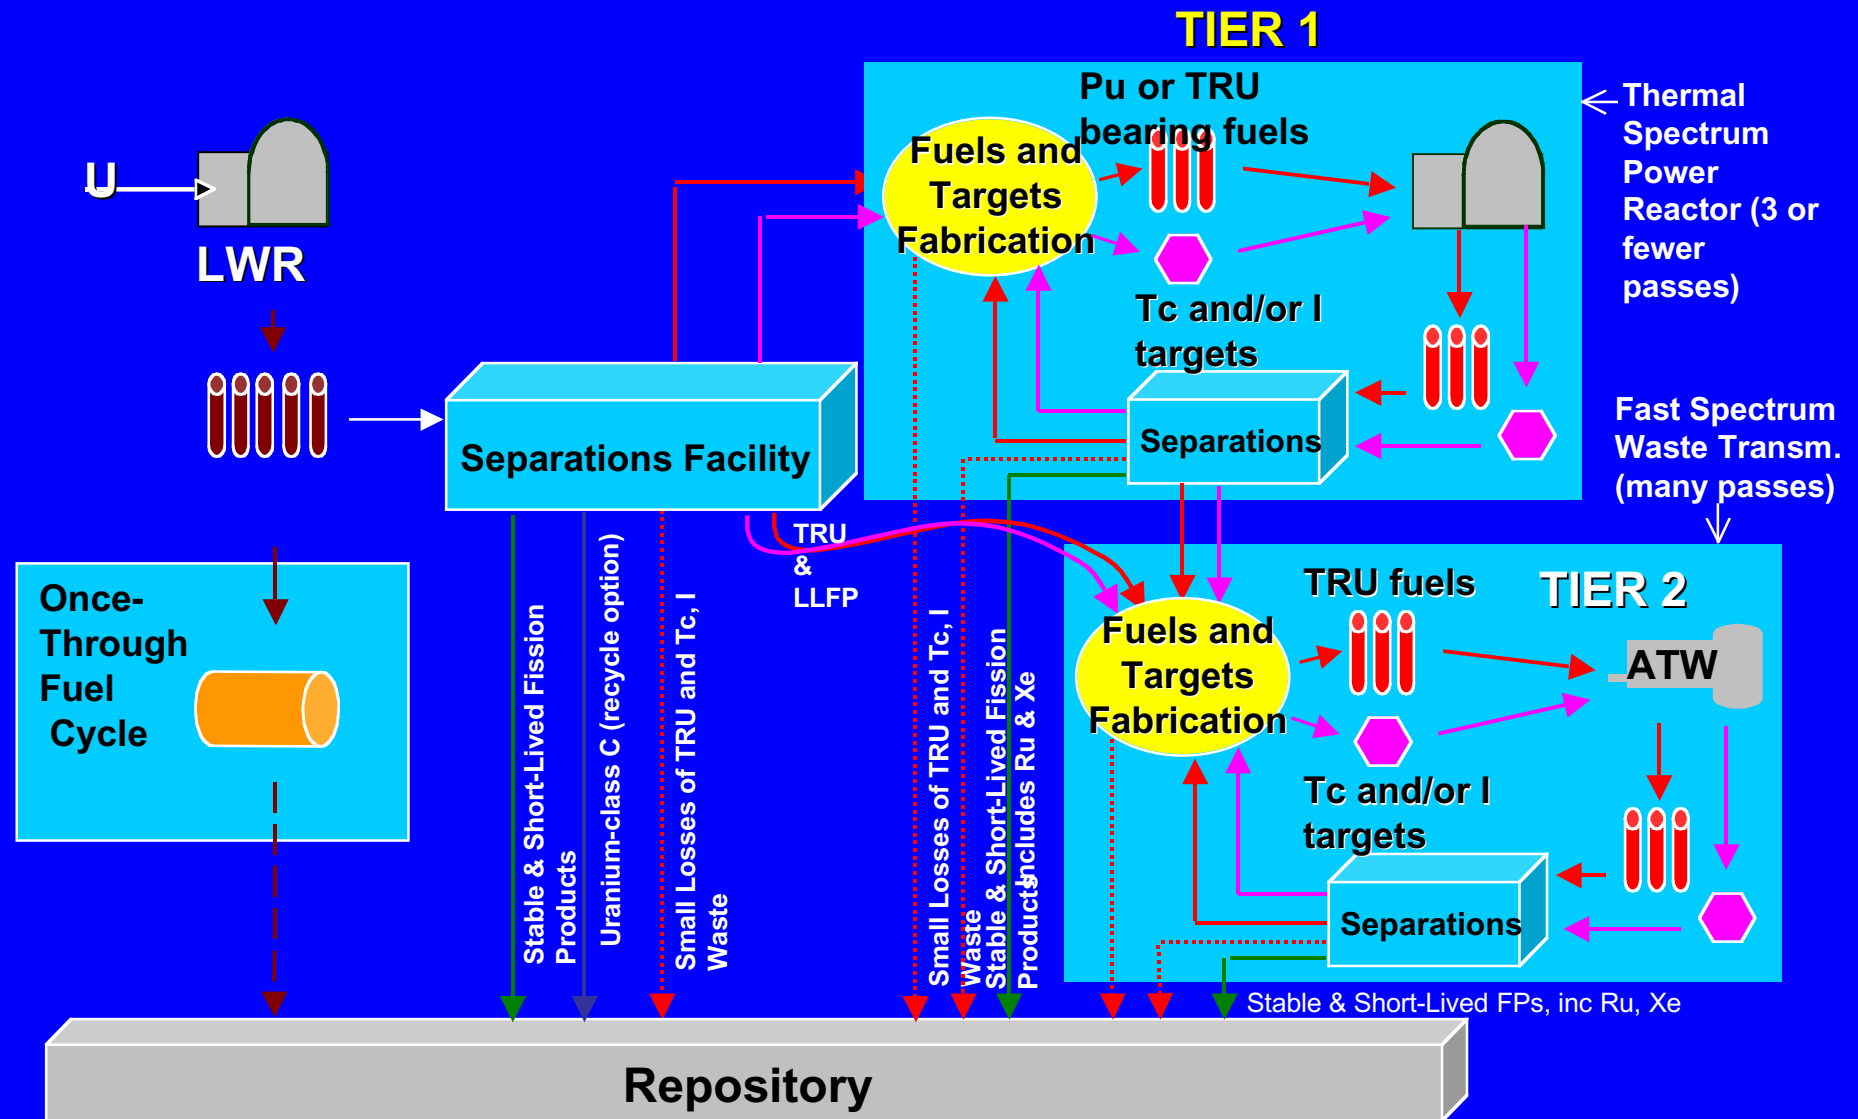 TIER 1
Pu or TRU
bearing fuels
Thermal
Spectrum
Power
Reactor (3 or
fewer
passes)
U
LWR
Fuels and
Targets
Fabrication
Tc and/or I
targets
Separations
Separations Facility
Fast Spectrum
Waste Transm.
(many passes)
TRU
&
LLFP
Once-
Through
Fuel
Cycle
Stable & Short-Lived Fission
Products
Uranium-class C (recycle option)
Small Losses of TRU and Tc, I
Waste
Small Losses of TRU and Tc, I
Waste
Stable & Short-Lived Fission
Products
Includes Ru & Xe
TIER 2
TRU fuels
Fuels and
Targets
Fabrication
ATW
Tc and/or I
targets
Separations
Stable & Short-Lived FPs, inc Ru, Xe
Repository